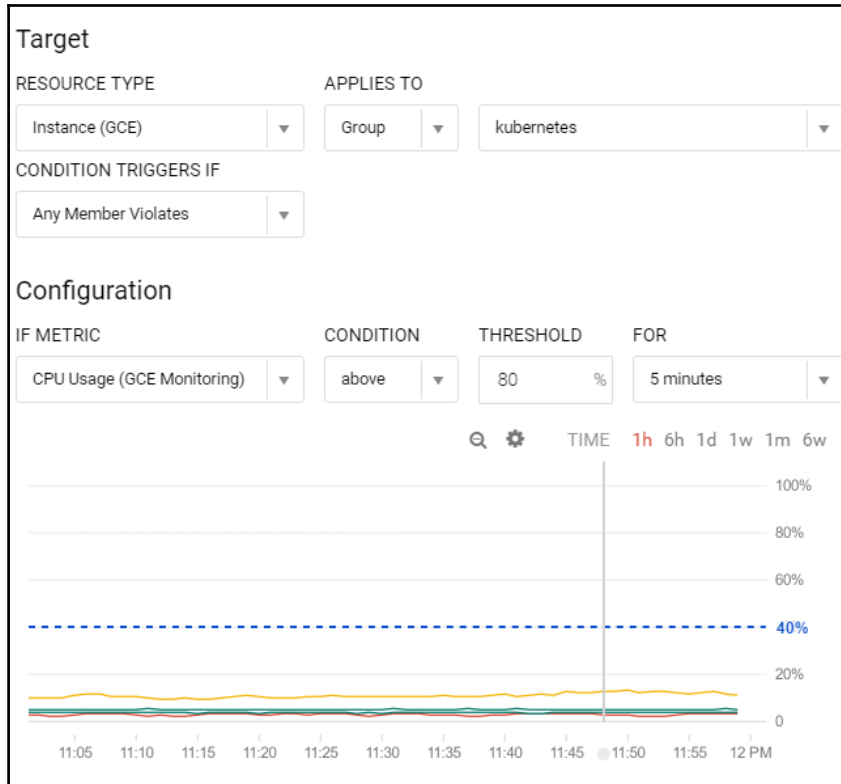 Target
RESOURCE TYPE APPLIES TO
Instance (GCE) Group kubernetes
CONDITION TRIGGERS IF
Any Member Violates
Configuration
IF METRIC CONDITION THRESHOLD FOR
CPU Usage (GCE Monitoring) above 80 % 5 minutes
TIME 1h 6h 1d 1w 1m 6w
100%
80%
60%
40%
20%
0
11:05 11:10 11:15 11:20 11:25 11:30 11:35 11:40 11:45 11:50 11:55 12 PM